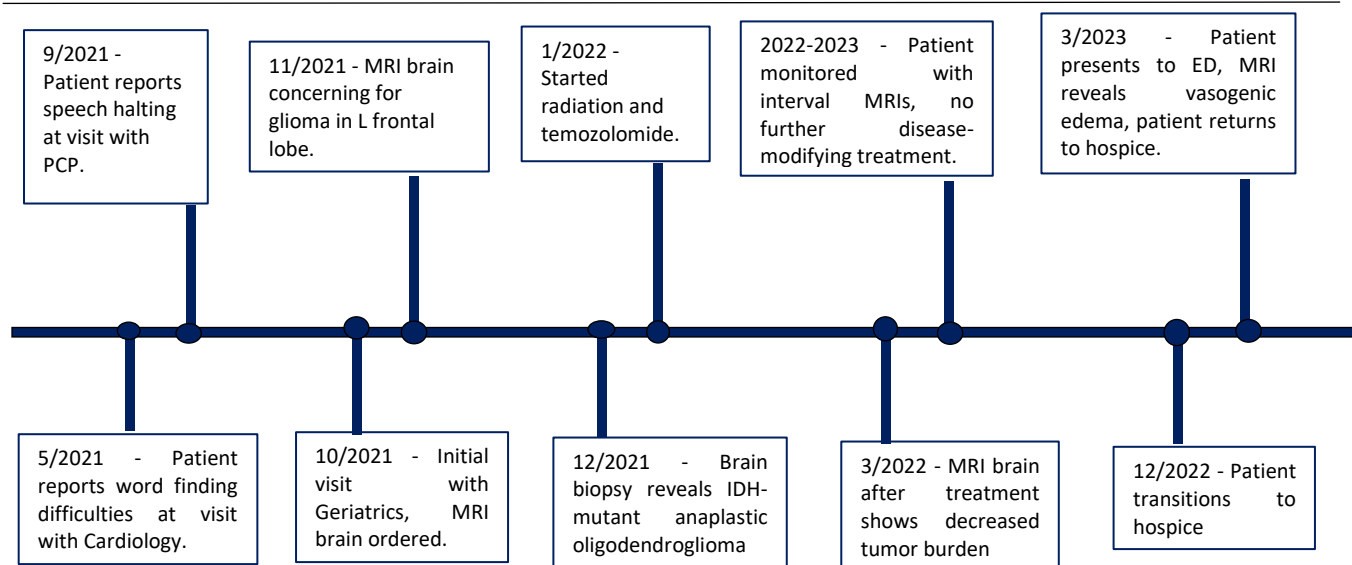 9/2021 -
Patient reports
speech halting
at visit with
PCP.
11/2021 - MRI brain
concerning for
glioma in L frontal
lobe.
1/2022 -
Started
radiation and
temozolomide.
2022-2023 - Patient
monitored with
interval MRIs, no
further disease-
modifying treatment.
3/2023 - Patient
presents to ED, MRI
reveals vasogenic
edema, patient returns
to hospice.
5/2021 - Patient
reports word finding
difficulties at visit
with Cardiology.
10/2021 - Initial
visit with
Geriatrics, MRI
brain ordered.
12/2021 - Brain
biopsy reveals IDH-
mutant anaplastic
oligodendroglioma
3/2022 - MRI brain
after treatment
shows decreased
tumor burden
12/2022 - Patient
transitions to
hospice